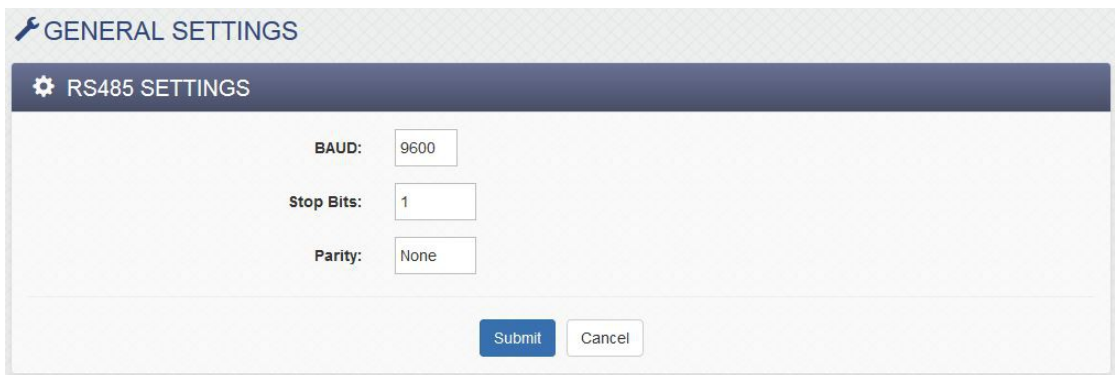 GENERAL SETTINGS
RS485 SETTINGS
BAUD: 9600
Stop Bits: 1
Parity: None
Submit Cancel